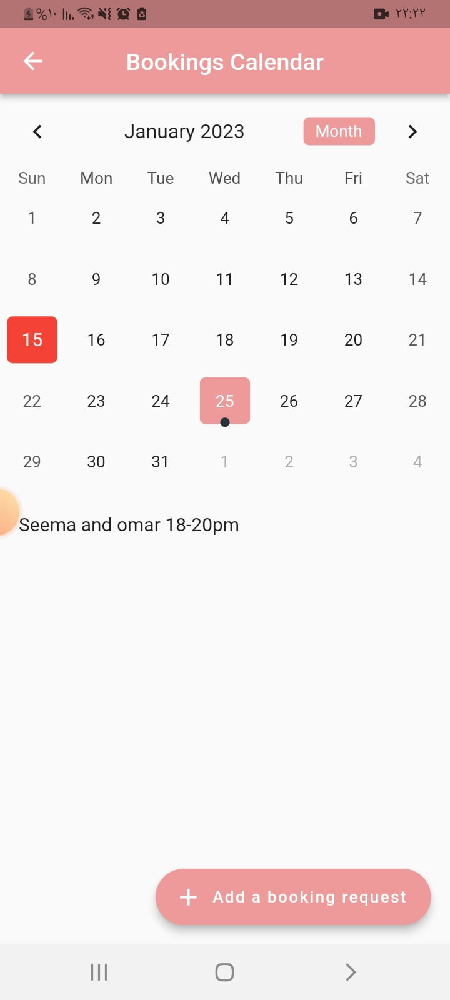 %١٠ ٢٢:٢٢
Bookings Calendar
January 2023 Month
Sun Mon Tue Wed Thu Fri Sat
1 2 3 4 5 6 7
8 9 10 11 12 13 14
15 16 17 18 19 20 21
22 23 24 25 26 27 28
29 30 31 1 2 3 4
Seema and omar 18-20pm
Add a booking request